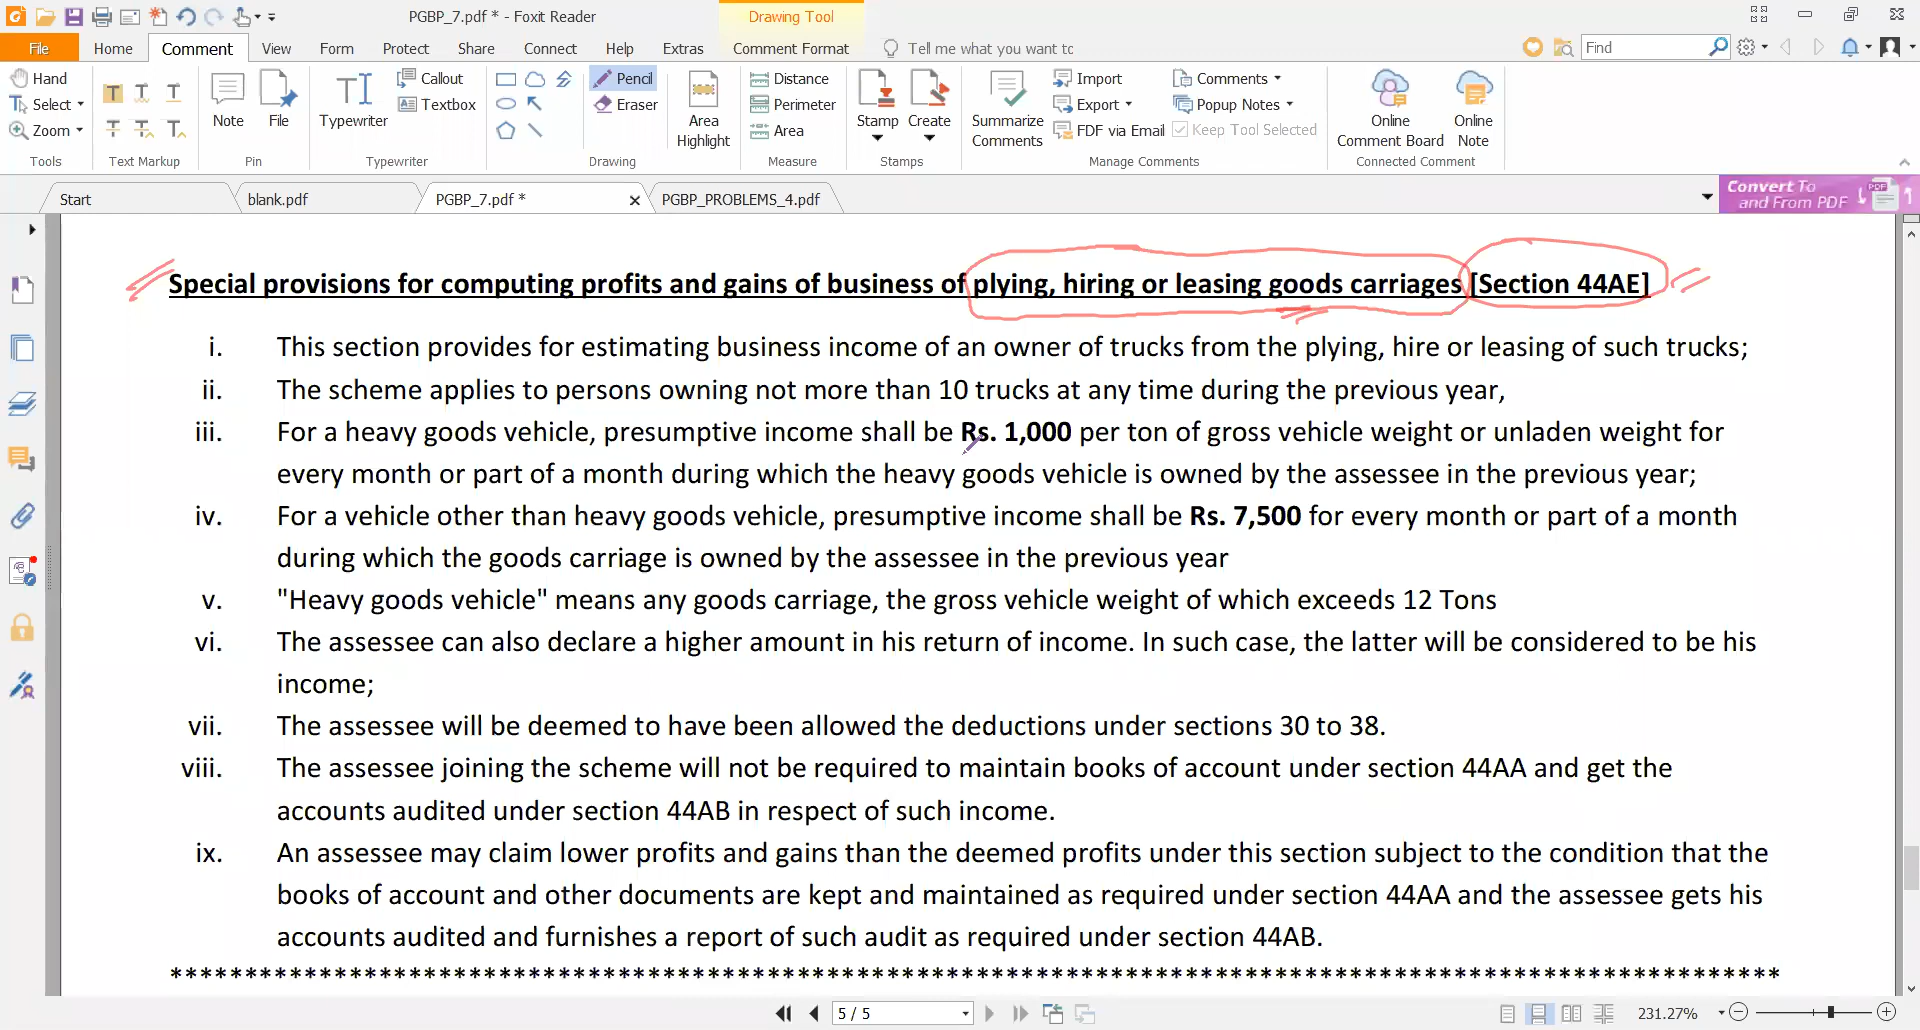 PGBP_7.pdf * - Foxit Reader
Drawing Tool
File Home Comment View Form Protect Share Connect Help Extras Comment Format Tell me what you want to Find
Hand
Select
Zoom
Tools
Text Markup
Note
File
Pin
Typewriter
Callout
Textbox
Typewriter
Pencil
Eraser
Drawing
Area
Highlight
Distance
Perimeter
Area
Measure
Stamp
Create
Stamps
Summarize
Comments
Import
Export
FDF via Email
Comments
Popup Notes
Keep Tool Selected
Manage Comments
Online
Comment Board
Online
Note
Connected Comment
Start blank.pdf PGBP_7.pdf * PGBP_PROBLEMS_4.pdf
Convert To
and From PDF
PDF
Special provisions for computing profits and gains of business of plying, hiring or leasing goods carriages [Section 44AE]
i. This section provides for estimating business income of an owner of trucks from the plying, hire or leasing of such trucks;
ii. The scheme applies to persons owning not more than 10 trucks at any time during the previous year,
iii. For a heavy goods vehicle, presumptive income shall be Rs. 1,000 per ton of gross vehicle weight or unladen weight for
every month or part of a month during which the heavy goods vehicle is owned by the assessee in the previous year;
iv. For a vehicle other than heavy goods vehicle, presumptive income shall be Rs. 7,500 for every month or part of a month
during which the goods carriage is owned by the assessee in the previous year
v. "Heavy goods vehicle" means any goods carriage, the gross vehicle weight of which exceeds 12 Tons
vi. The assessee can also declare a higher amount in his return of income. In such case, the latter will be considered to be his
income;
vii. The assessee will be deemed to have been allowed the deductions under sections 30 to 38.
viii. The assessee joining the scheme will not be required to maintain books of account under section 44AA and get the
accounts audited under section 44AB in respect of such income.
ix. An assessee may claim lower profits and gains than the deemed profits under this section subject to the condition that the
books of account and other documents are kept and maintained as required under section 44AA and the assessee gets his
accounts audited and furnishes a report of such audit as required under section 44AB.
5 / 5
231.27%